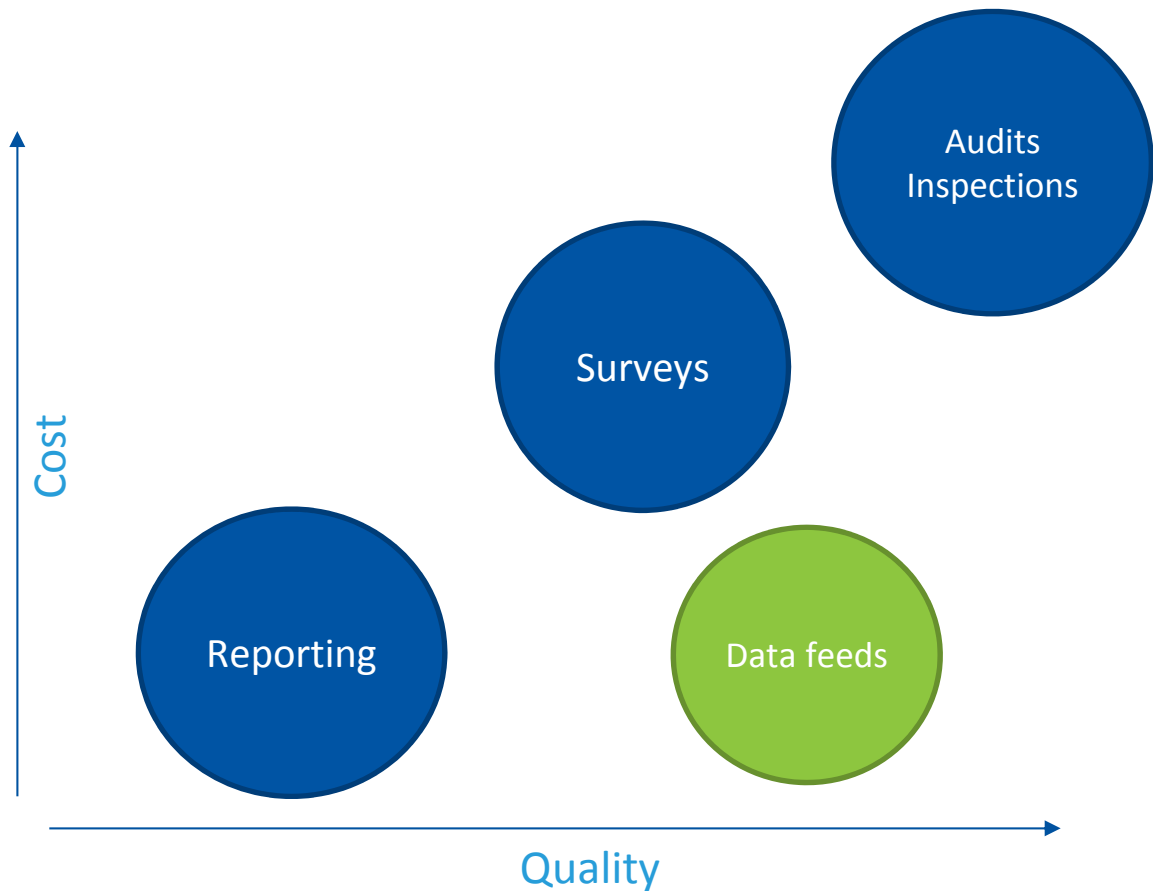 Audits
Inspections
Surveys
Cost
Reporting
Data feeds
Quality